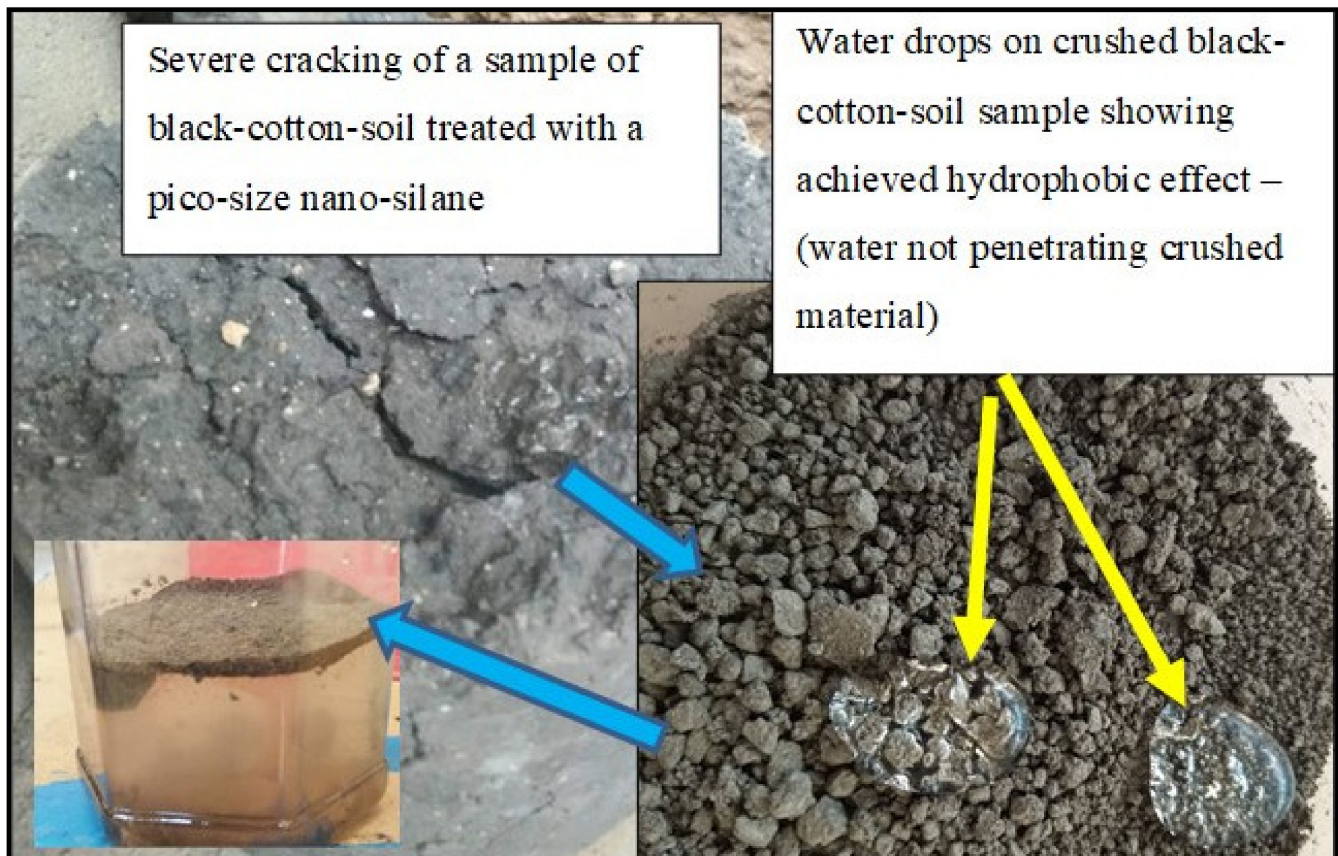 Severe cracking of a sample of
black-cotton-soil treated with a
pico-size nano-silane
Water drops on crushed black-
cotton-soil sample showing
achieved hydrophobic effect –
(water not penetrating crushed
material)